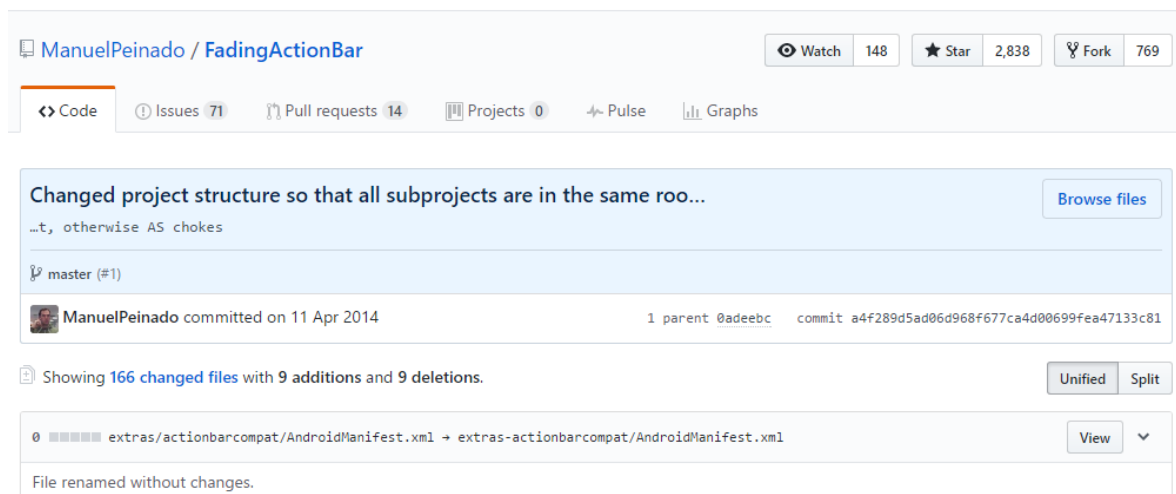 ManuelPeinado / FadingActionBar
Watch 148 Star 2,838 Fork 769
<> Code Issues 71 Pull requests 14 Projects 0 Pulse Graphs
Changed project structure so that all subprojects are in the same roo...
Browse files
…t, otherwise AS chokes
master (#1)
ManuelPeinado committed on 11 Apr 2014 1 parent 0adeebc commit a4f289d5ad06d968f677ca4d00699fea47133c81
Showing 166 changed files with 9 additions and 9 deletions. Unified Split
0 extras/actionbarcompat/AndroidManifest.xml → extras-actionbarcompat/AndroidManifest.xml View
File renamed without changes.